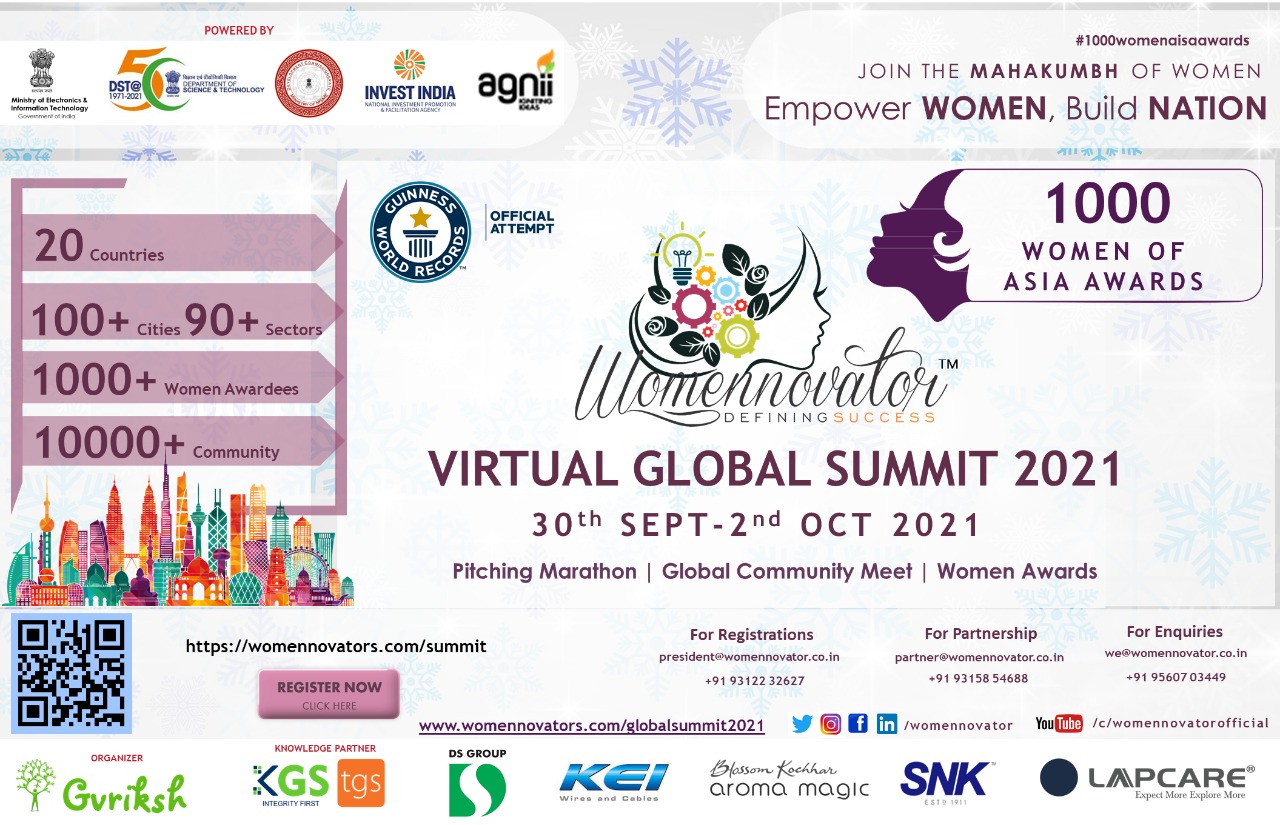 POWERED BY
Ministry of Electronics &
Information Technology
Government of India
DST@
1971-2021
विज्ञान एवं प्रौद्योगिकी विभाग
DEPARTMENT OF
SCIENCE & TECHNOLOGY
INVEST INDIA
NATIONAL INVESTMENT PROMOTION
& FACILITATION AGENCY
agnii
IGNITING
IDEAS
#1000womenaisaawards
JOIN THE MAHAKUMBH OF WOMEN
Empower WOMEN, Build NATION
20 Countries
100+ Cities 90+ Sectors
1000+ Women Awardees
10000+ Community
GUINNESS
WORLD RECORDS
TM
OFFICIAL
ATTEMPT
1000
WOMEN OF
ASIA AWARDS
Womennovator™
DEFINING SUCCESS
VIRTUAL GLOBAL SUMMIT 2021
30th SEPT-2nd OCT 2021
Pitching Marathon | Global Community Meet | Women Awards
https://womennovators.com/summit
REGISTER NOW
CLICK HERE
For Registrations
president@womennovator.co.in
+91 93122 32627
For Partnership
partner@womennovator.co.in
+91 93158 54688
For Enquiries
we@womennovator.co.in
+91 95607 03449
www.womennovators.com/globalsummit2021
/womennovator
YouTube /c/womennovatorofficial
ORGANIZER
Gvriksh
KNOWLEDGE PARTNER
KGS
INTEGRITY FIRST
tgs
DS GROUP
KEI
Wires and Cables
Blossom Kochhar
aroma magic
SNK™
ESTD 1911
LAPCARE®
Expect More Explore More